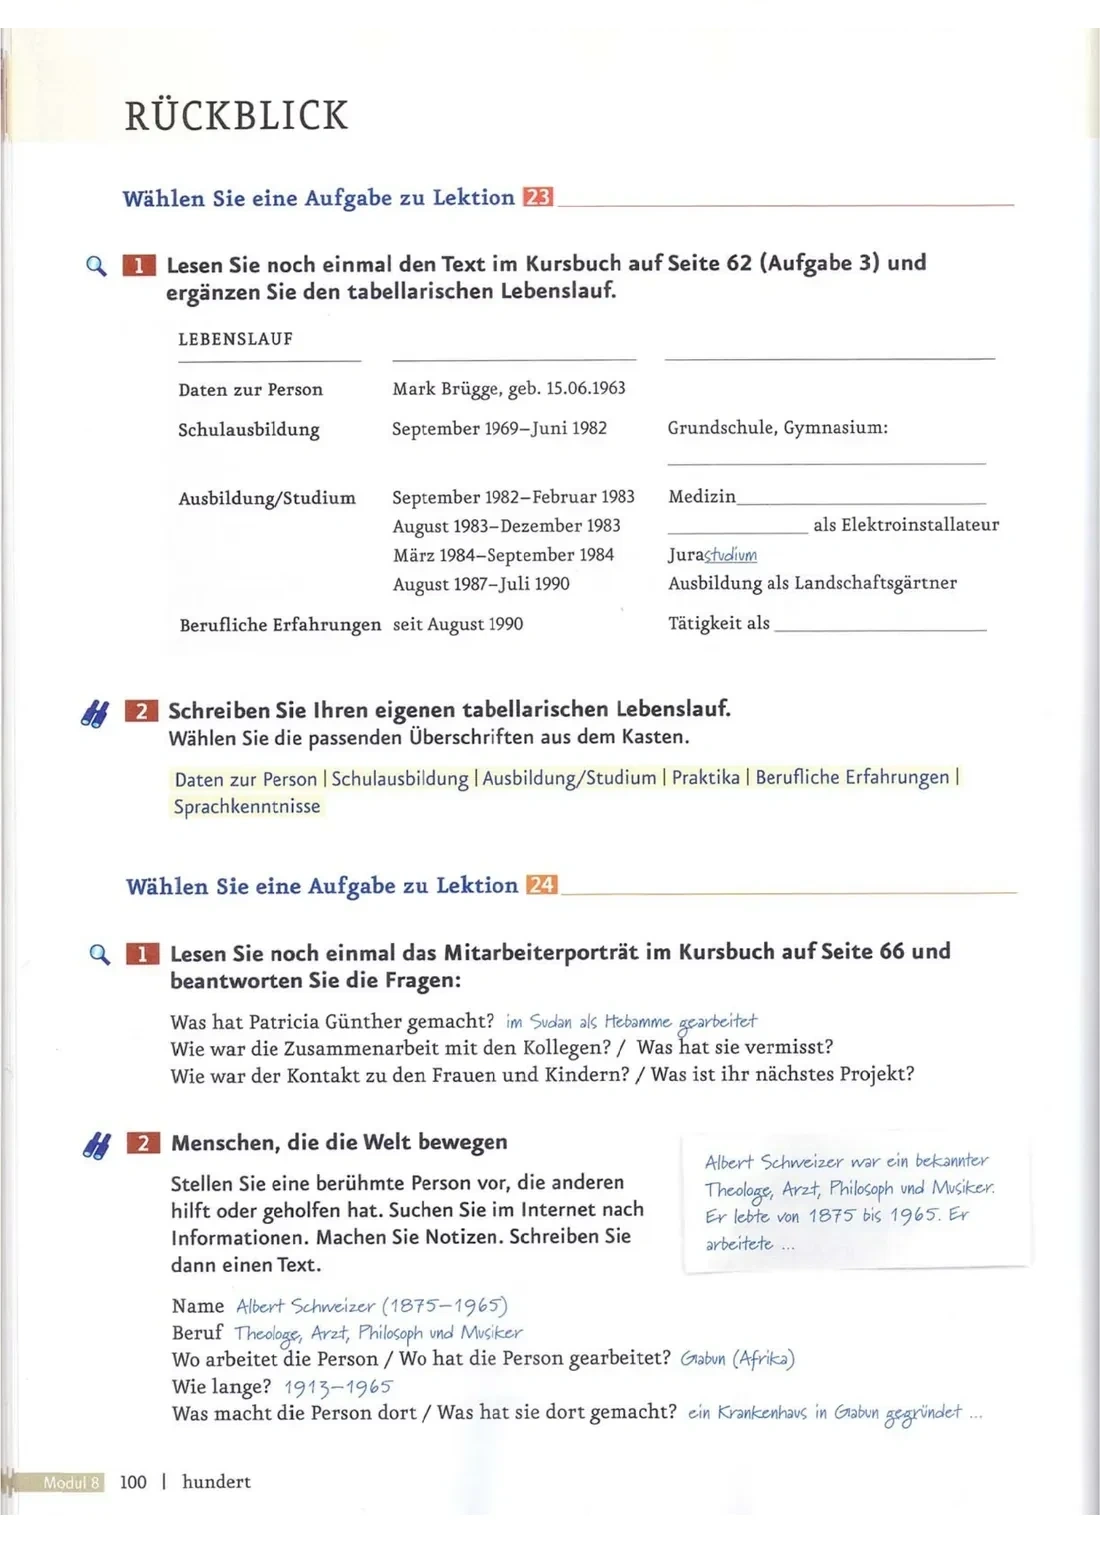 RÜCKBLICK
Wählen Sie eine Aufgabe zu Lektion 23
1 Lesen Sie noch einmal den Text im Kursbuch auf Seite 62 (Aufgabe 3) und
ergänzen Sie den tabellarischen Lebenslauf.
LEBENSLAUF
Daten zur Person Mark Brügge, geb. 15.06.1963
Schulausbildung September 1969–Juni 1982 Grundschule, Gymnasium:
Ausbildung/Studium September 1982–Februar 1983 Medizin
August 1983–Dezember 1983 als Elektroinstallateur
März 1984–September 1984 Jurastudium
August 1987–Juli 1990 Ausbildung als Landschaftsgärtner
Berufliche Erfahrungen seit August 1990 Tätigkeit als
2 Schreiben Sie Ihren eigenen tabellarischen Lebenslauf.
Wählen Sie die passenden Überschriften aus dem Kasten.
Daten zur Person | Schulausbildung | Ausbildung/Studium | Praktika | Berufliche Erfahrungen |
Sprachkenntnisse
Wählen Sie eine Aufgabe zu Lektion 24
1 Lesen Sie noch einmal das Mitarbeiterporträt im Kursbuch auf Seite 66 und
beantworten Sie die Fragen:
Was hat Patricia Günther gemacht? im Sudan als Hebamme gearbeitet
Wie war die Zusammenarbeit mit den Kollegen? / Was hat sie vermisst?
Wie war der Kontakt zu den Frauen und Kindern? / Was ist ihr nächstes Projekt?
2 Menschen, die die Welt bewegen
Stellen Sie eine berühmte Person vor, die anderen
hilft oder geholfen hat. Suchen Sie im Internet nach
Informationen. Machen Sie Notizen. Schreiben Sie
dann einen Text.
Albert Schweizer war ein bekannter
Theologe, Arzt, Philosoph und Musiker.
Er lebte von 1875 bis 1965. Er
arbeitete ...
Name Albert Schweizer (1875–1965)
Beruf Theologe, Arzt, Philosoph und Musiker
Wo arbeitet die Person / Wo hat die Person gearbeitet? Gabun (Afrika)
Wie lange? 1913–1965
Was macht die Person dort / Was hat sie dort gemacht? ein Krankenhaus in Gabun gegründet ...
Modul 8 100 | hundert